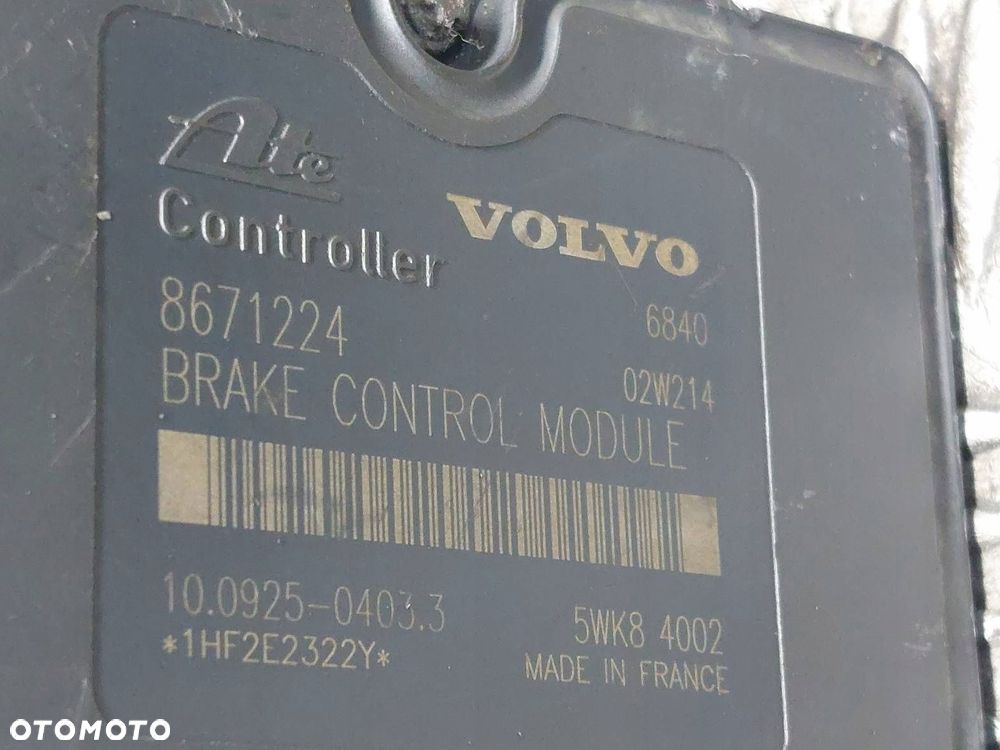 Ate
Controller
VOLVO
8671224
6840
02W214
BRAKE CONTROL MODULE
10.0925-0403.3
5WK8 4002
*1HF2E2322Y*
MADE IN FRANCE
OTOMOTO